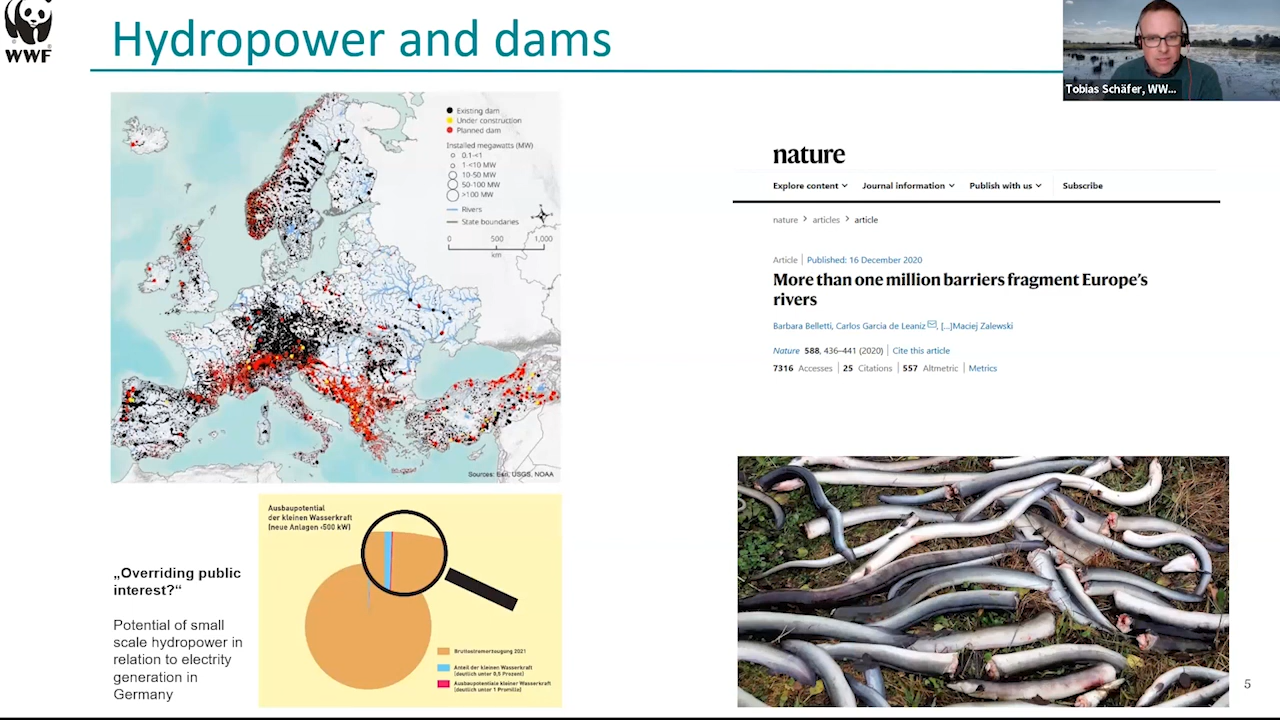 WWF
Hydropower and dams
Tobias Schäfer, WW...
Existing dam
Under construction
Planned dam
Installed megawatts (MW)
0.1-<1
1-<10 MW
10-50 MW
50-100 MW
>100 MW
Rivers
State boundaries
0 500 1,000
km
Sources: Esri, USGS, NOAA
nature
Explore content Journal information Publish with us Subscribe
nature > articles > article
Article | Published: 16 December 2020
More than one million barriers fragment Europe's
rivers
Barbara Belletti, Carlos Garcia de Leaniz, [...]Maciej Zalewski
Nature 588, 436–441 (2020) | Cite this article
7316 Accesses | 25 Citations | 557 Altmetric | Metrics
„Overriding public
interest?“
Potential of small
scale hydropower in
relation to electrity
generation in
Germany
Ausbaupotential
der kleinen Wasserkraft
(neue Anlagen <500 kW)
Bruttostromerzeugung 2021
Anteil der kleinen Wasserkraft
(deutlich unter 0,5 Prozent)
Ausbaupotentiale kleiner Wasserkraft
(deutlich unter 1 Promille)
5